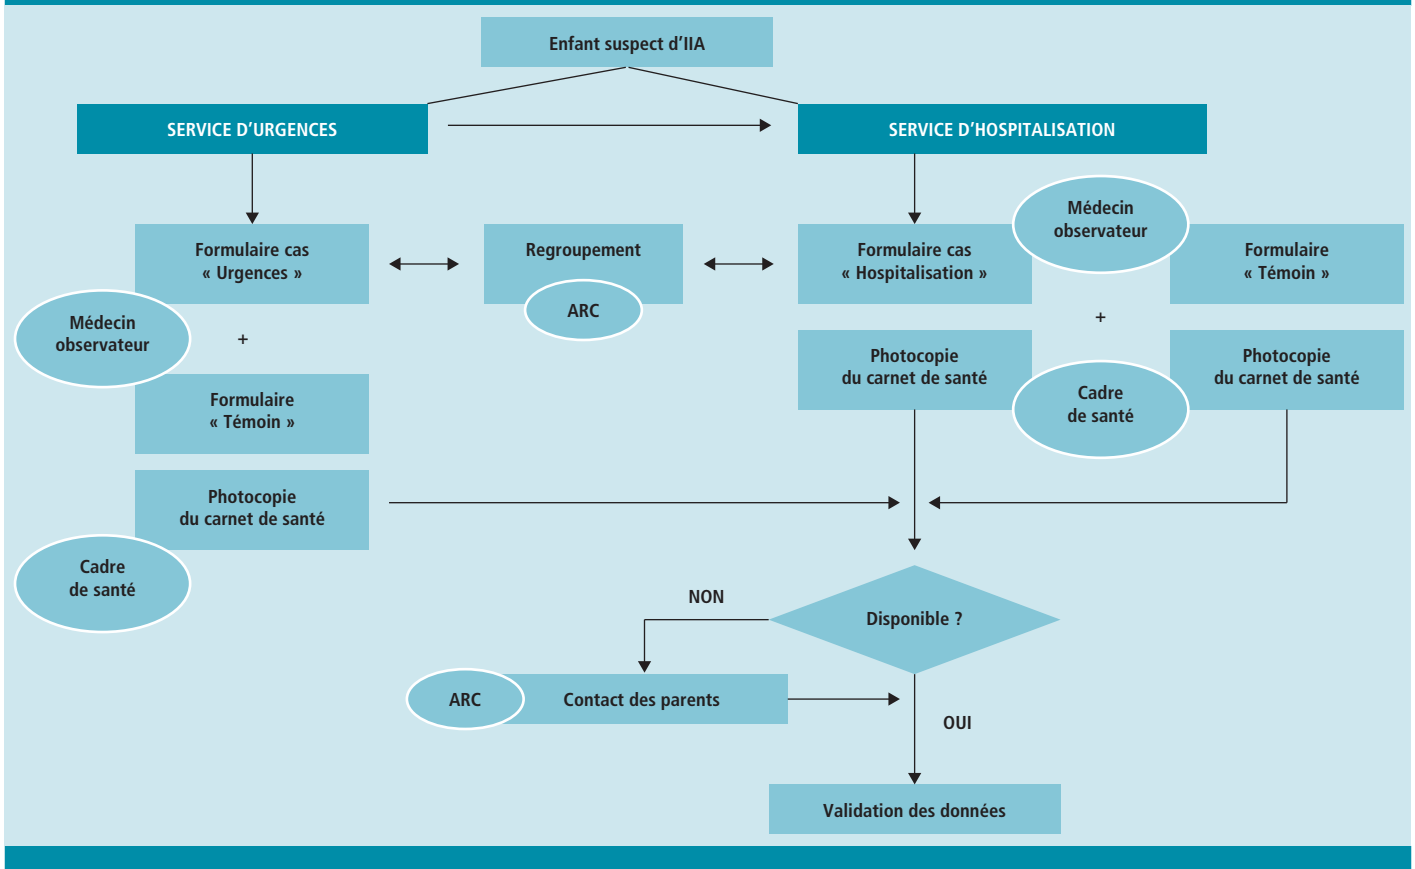 Enfant suspect d’IIA
SERVICE D’URGENCES
SERVICE D’HOSPITALISATION
Formulaire cas
« Urgences »
Médecin
observateur
+
Formulaire
« Témoin »
Photocopie
du carnet de santé
Cadre
de santé
Regroupement
ARC
Formulaire cas
« Hospitalisation »
Médecin
observateur
Formulaire
« Témoin »
+
Photocopie
du carnet de santé
Cadre
de santé
Photocopie
du carnet de santé
Disponible ?
NON
ARC
Contact des parents
OUI
Validation des données